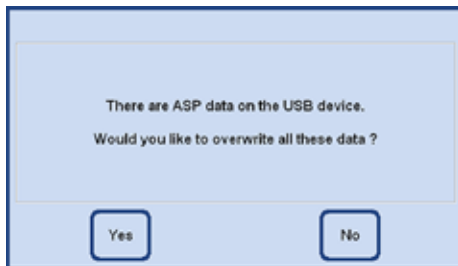 There are ASP data on the USB device.
Would you like to overwrite all these data ?
Yes
No